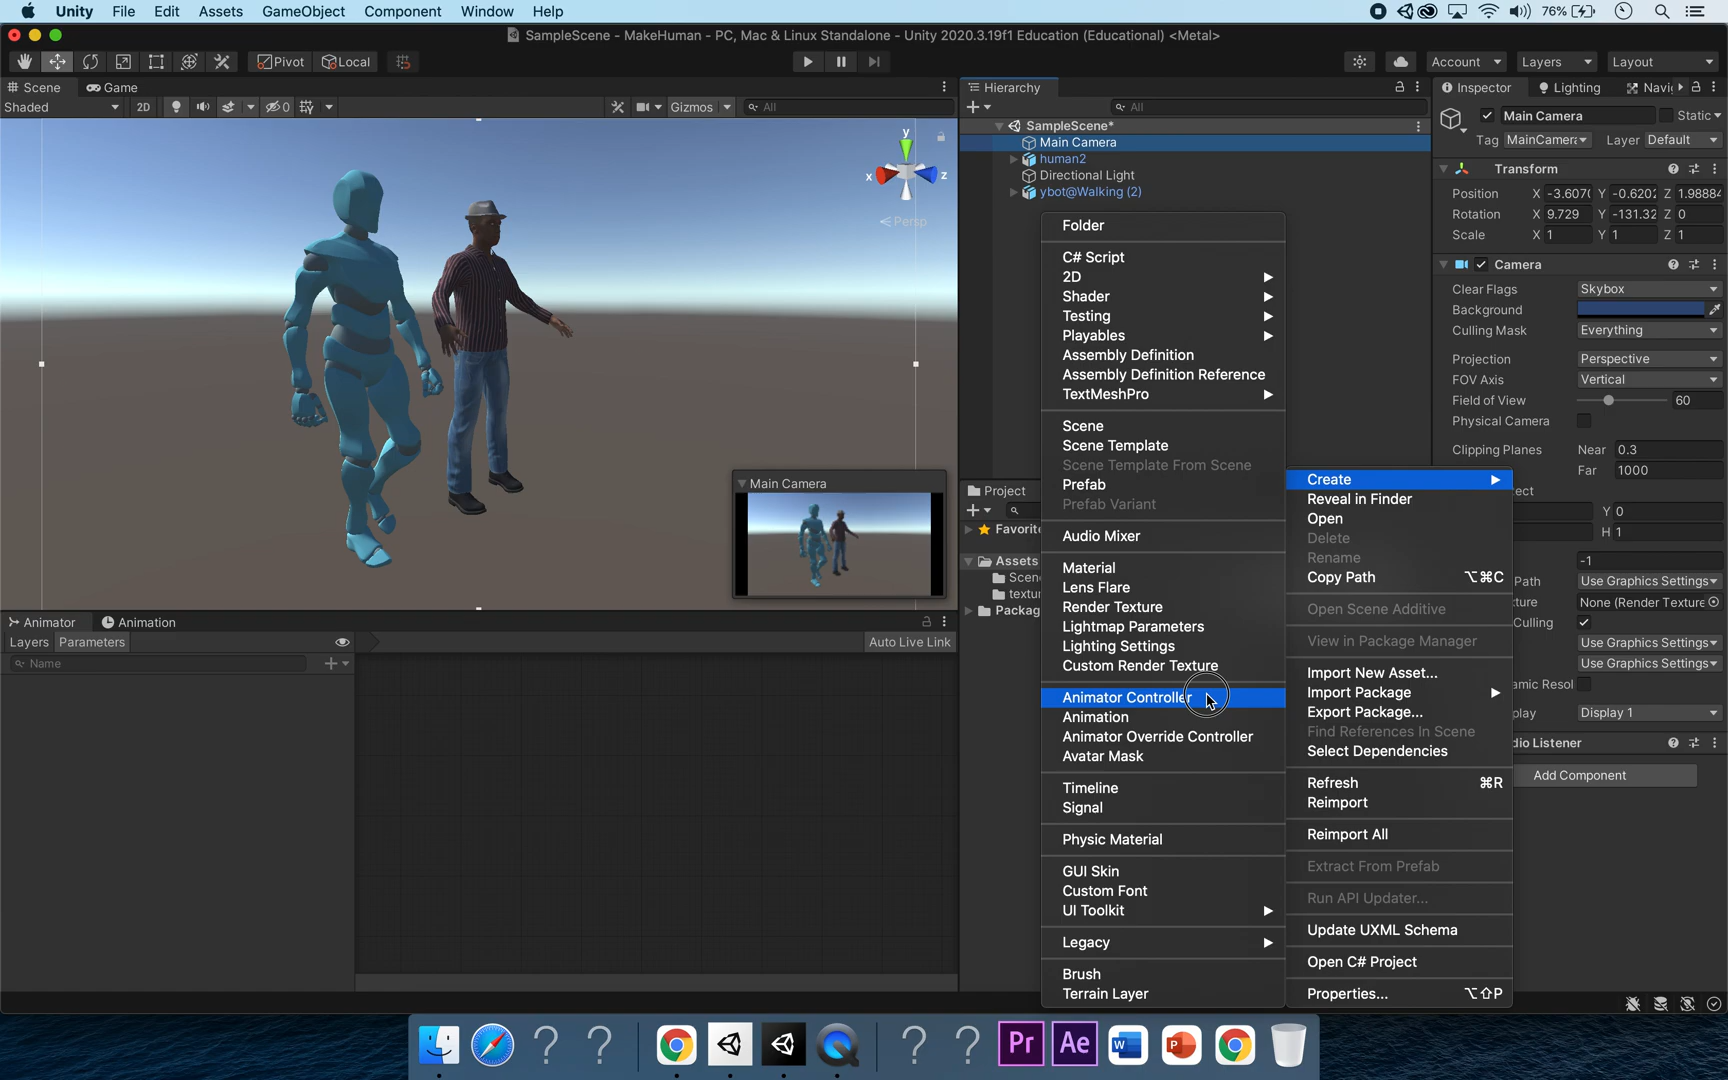 Unity File Edit Assets GameObject Component Window Help 76%
SampleScene - MakeHuman - PC, Mac & Linux Standalone - Unity 2020.3.19f1 Education (Educational) <Metal>
Pivot Local Account Layers Layout
Scene Game
Shaded 2D 0 Gizmos All
y
x z
Persp
Main Camera
Animator Animation
Layers Parameters Auto Live Link
Name
Hierarchy
All
SampleScene*
Main Camera
human2
Directional Light
ybot@Walking (2)
Project
Favorite
Assets
Scen
textur
Packag
Folder
C# Script
2D
Shader
Testing
Playables
Assembly Definition
Assembly Definition Reference
TextMeshPro
Scene
Scene Template
Scene Template From Scene
Prefab
Prefab Variant
Audio Mixer
Material
Lens Flare
Render Texture
Lightmap Parameters
Lighting Settings
Custom Render Texture
Animator Controller
Animation
Animator Override Controller
Avatar Mask
Timeline
Signal
Physic Material
GUI Skin
Custom Font
UI Toolkit
Legacy
Brush
Terrain Layer
Create
Reveal in Finder
Open
Delete
Rename
Copy Path ⌥⌘C
Open Scene Additive
View in Package Manager
Import New Asset...
Import Package
Export Package...
Find References In Scene
Select Dependencies
Refresh ⌘R
Reimport
Reimport All
Extract From Prefab
Run API Updater...
Update UXML Schema
Open C# Project
Properties... ⌥⇧P
Inspector Lighting Navi
Main Camera Static
Tag MainCamera Layer Default
Transform
Position X -3.607 Y -0.6202 Z 1.98884
Rotation X 9.729 Y -131.32 Z 0
Scale X 1 Y 1 Z 1
Camera
Clear Flags Skybox
Background
Culling Mask Everything
Projection Perspective
FOV Axis Vertical
Field of View 60
Physical Camera
Clipping Planes Near 0.3
Far 1000
ect
Y 0
H 1
-1
Path Use Graphics Settings
ture None (Render Texture
Culling
Use Graphics Settings
Use Graphics Settings
amic Resol
play Display 1
dio Listener
Add Component
Pr Ae W P